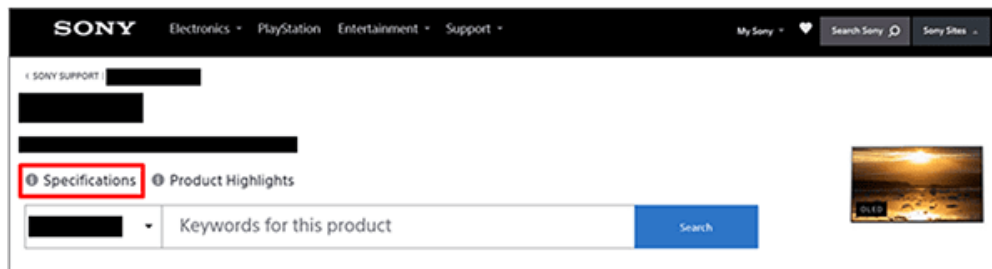 SONY Electronics PlayStation Entertainment Support My Sony Search Sony Sony Sites
‹ SONY SUPPORT :
Specifications Product Highlights
OLED
Keywords for this product Search